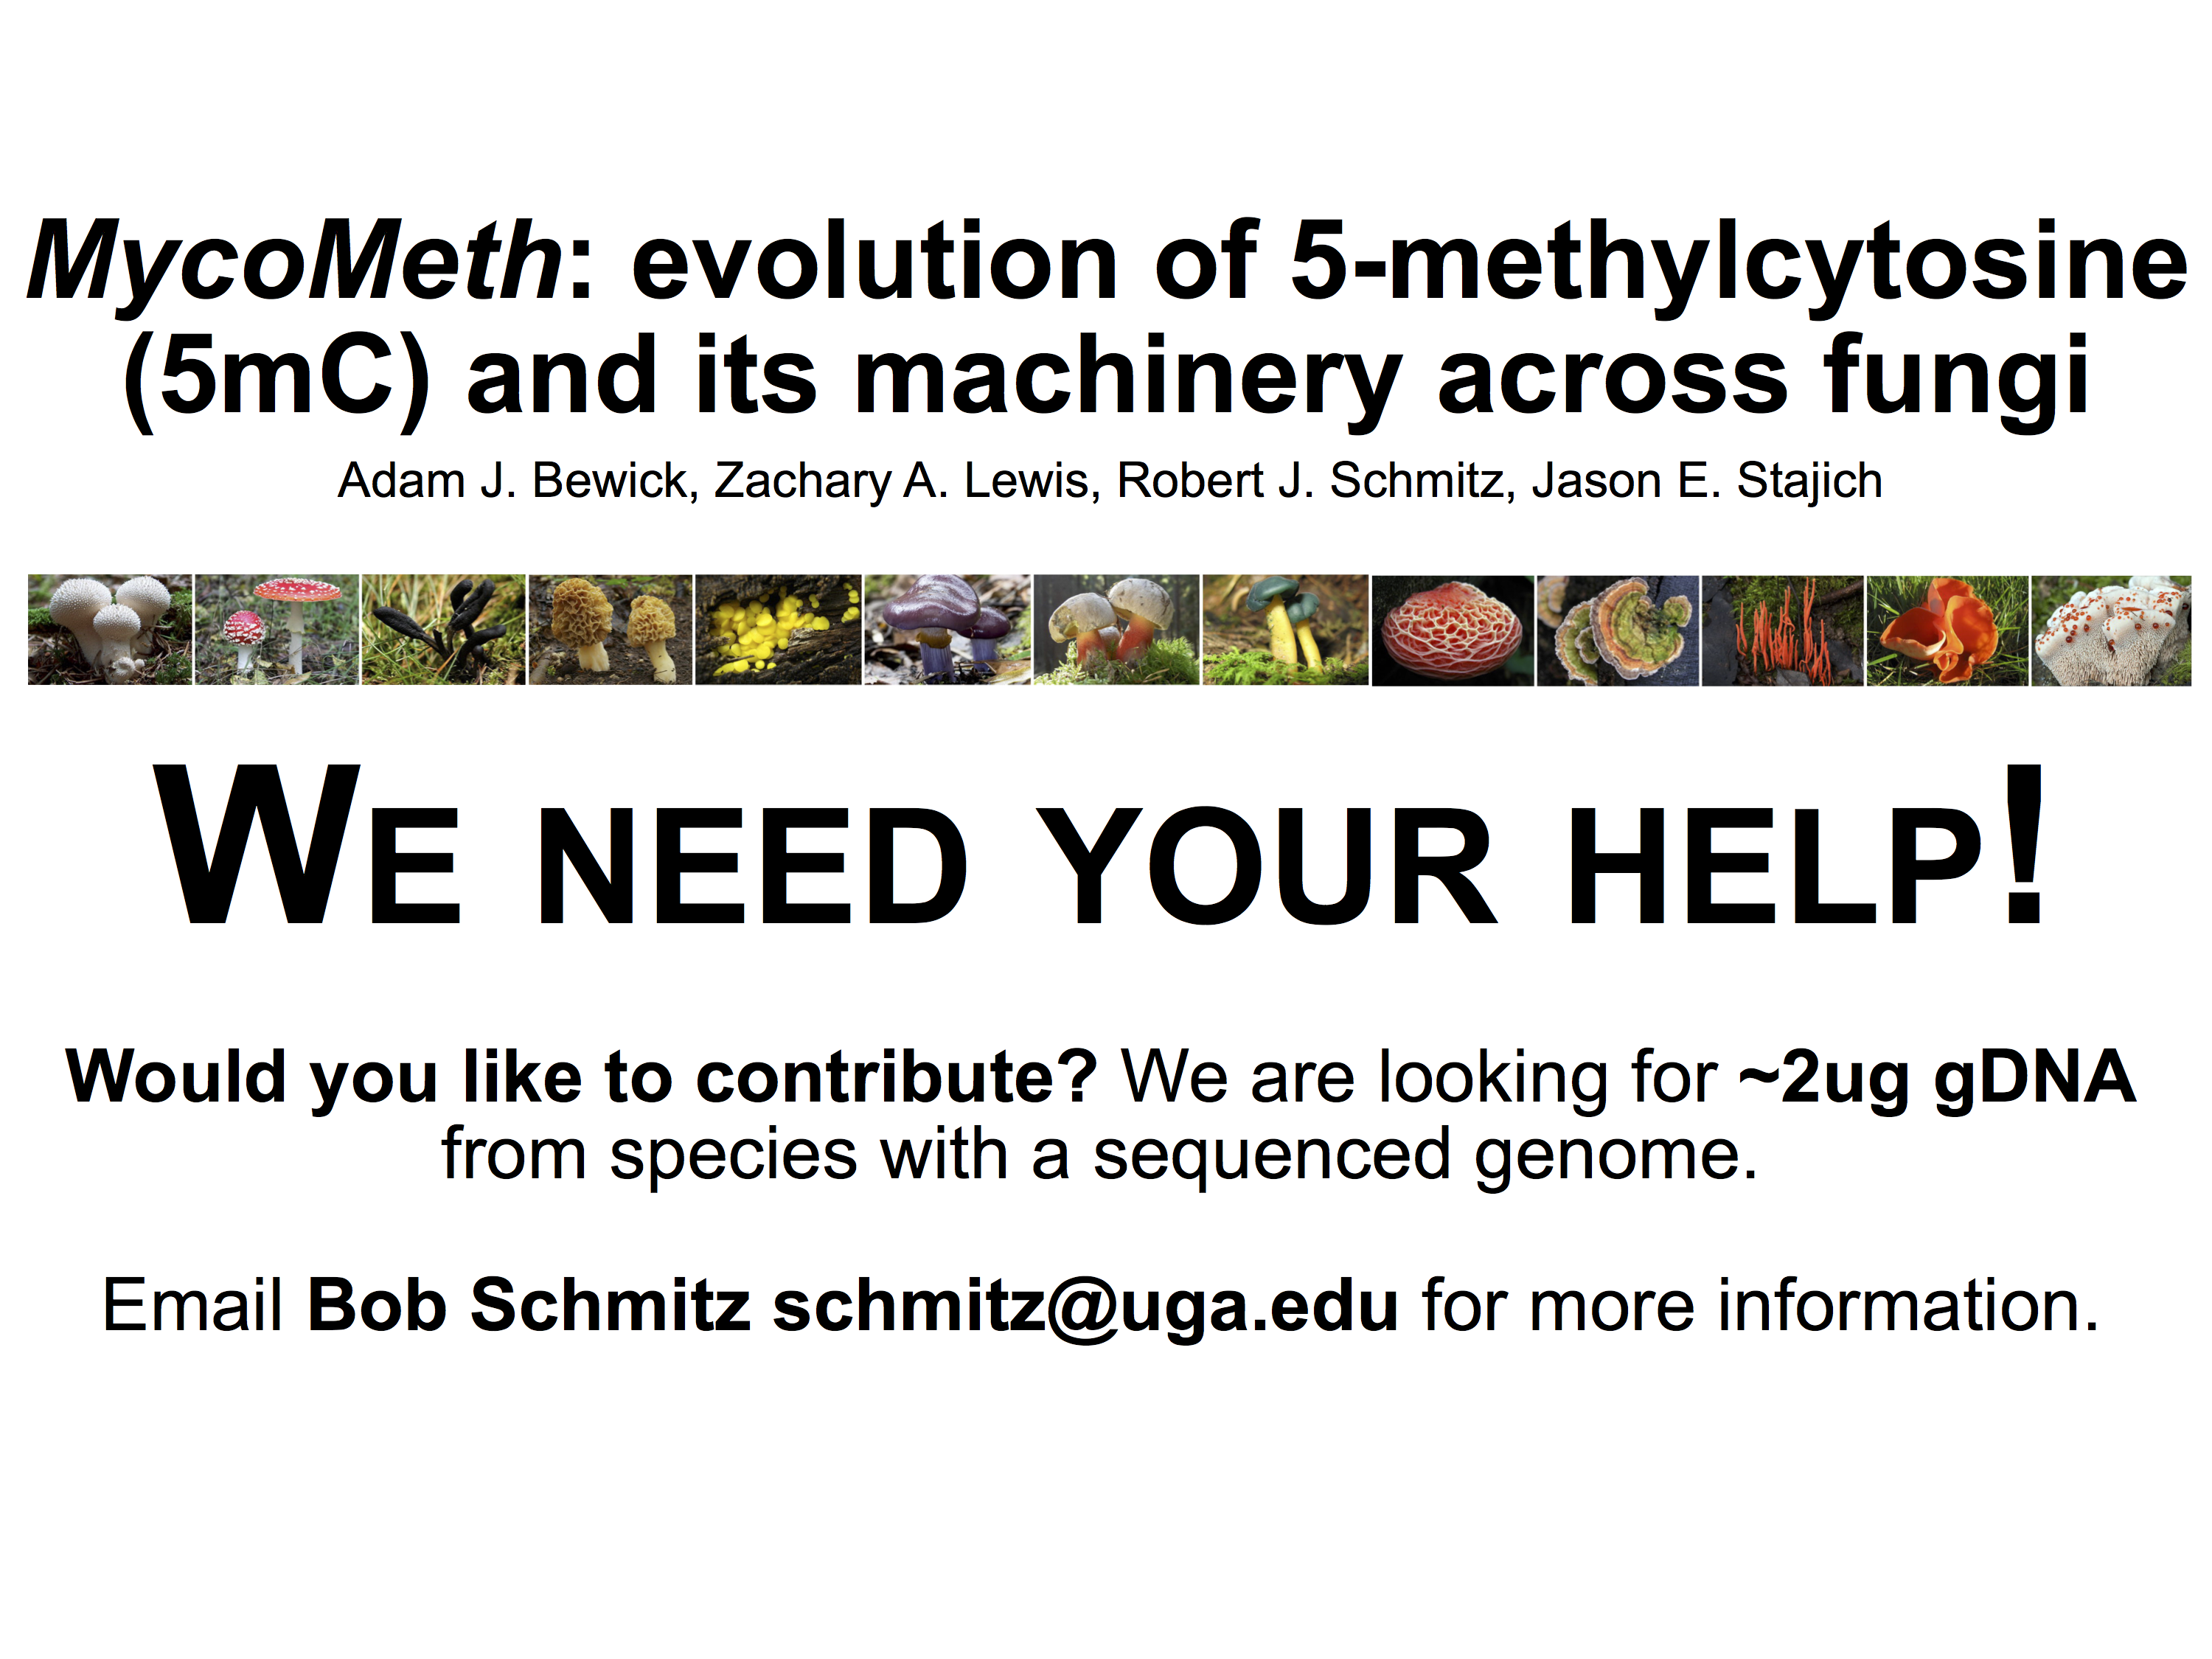 MycoMeth: evolution of 5-methylcytosine
(5mC) and its machinery across fungi
Adam J. Bewick, Zachary A. Lewis, Robert J. Schmitz, Jason E. Stajich
WE NEED YOUR HELP!
Would you like to contribute? We are looking for ~2ug gDNA
from species with a sequenced genome.
Email Bob Schmitz schmitz@uga.edu for more information.